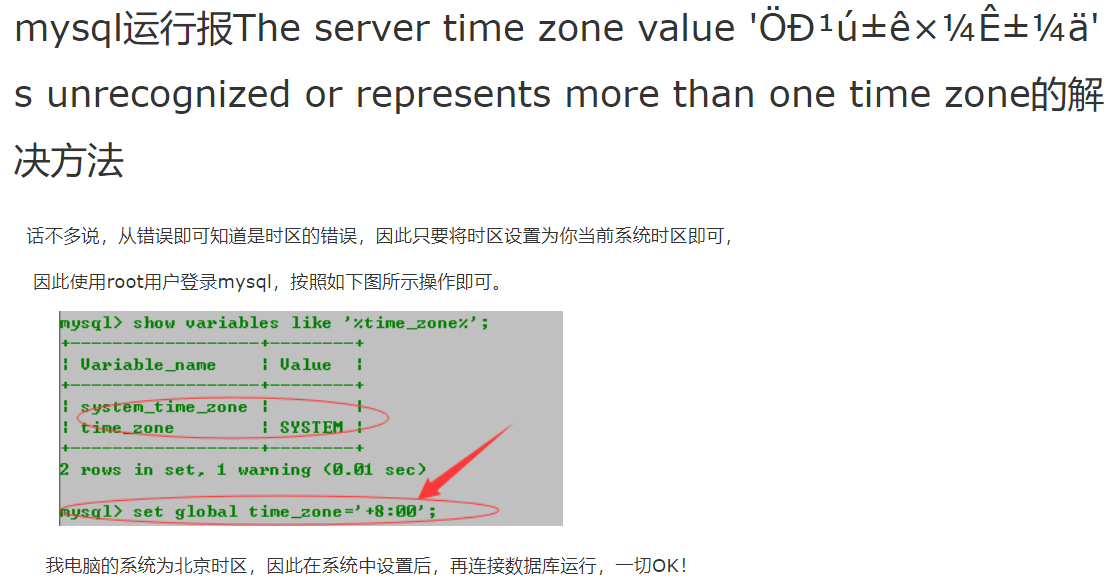 mysql运行报The server time zone value 'ÖÐ¹ú±ê×¼Ê±¼ä'
s unrecognized or represents more than one time zone的解
决方法
话不多说，从错误即可知道是时区的错误，因此只要将时区设置为你当前系统时区即可，
因此使用root用户登录mysql，按照如下图所示操作即可。
mysql> show variables like '%time_zone%';
+------------------+--------+
| Variable_name    | Value  |
+------------------+--------+
| system_time_zone |        |
| time_zone        | SYSTEM |
+------------------+--------+
2 rows in set, 1 warning (0.01 sec)
mysql> set global time_zone='+8:00';
我电脑的系统为北京时区，因此在系统中设置后，再连接数据库运行，一切OK！